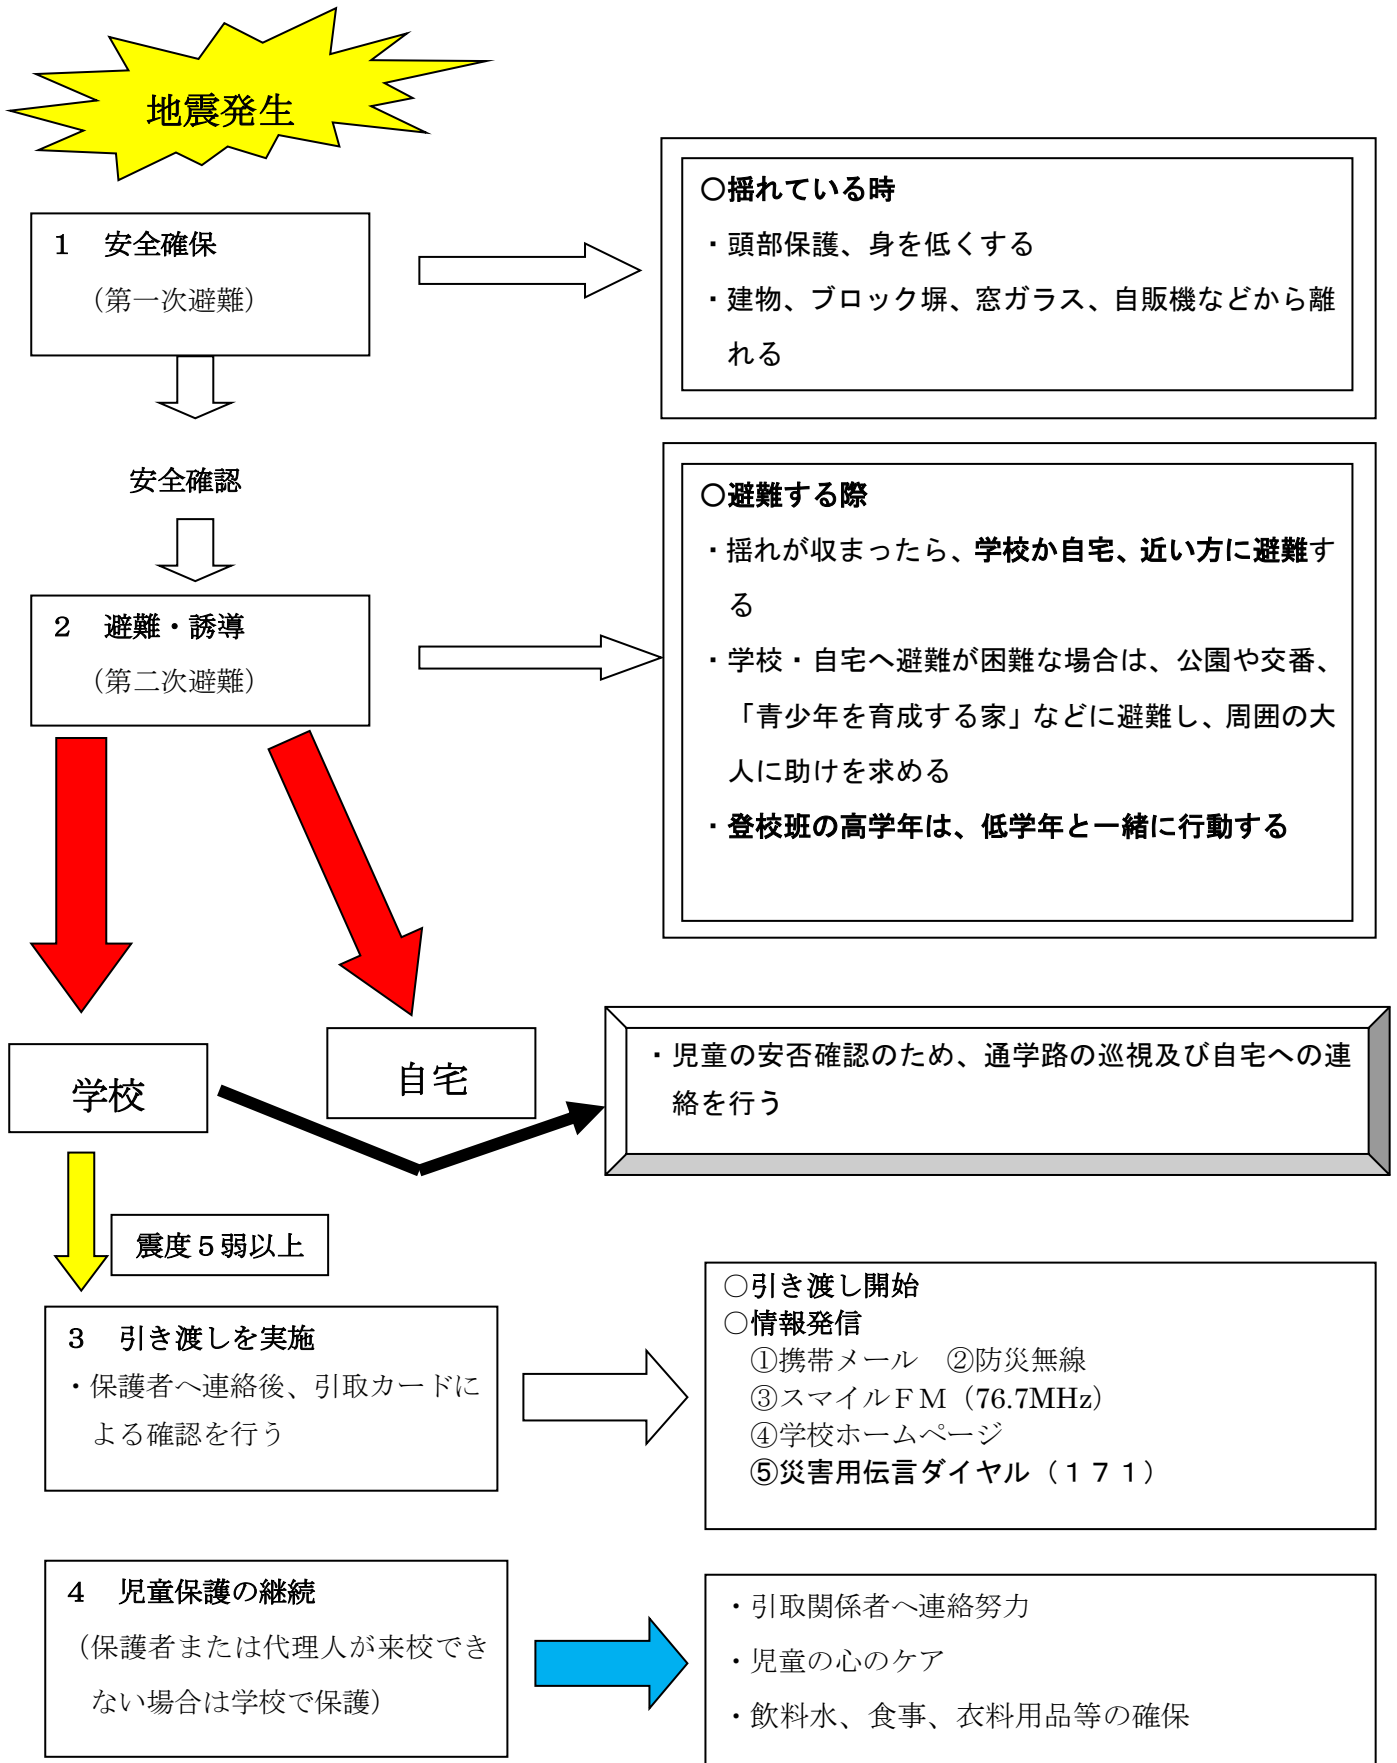 地震発生
１　安全確保
（第一次避難）
○揺れている時
・頭部保護、身を低くする
・建物、ブロック塀、窓ガラス、自販機などから離
れる
安全確認
２　避難・誘導
（第二次避難）
○避難する際
・揺れが収まったら、学校か自宅、近い方に避難す
る
・学校・自宅へ避難が困難な場合は、公園や交番、
「青少年を育成する家」などに避難し、周囲の大
人に助けを求める
・登校班の高学年は、低学年と一緒に行動する
学校
自宅
・児童の安否確認のため、通学路の巡視及び自宅への連
絡を行う
震度５弱以上
３　引き渡しを実施
・保護者へ連絡後、引取カードに
よる確認を行う
○引き渡し開始
○情報発信
①携帯メール　②防災無線
③スマイルＦＭ（76.7MHz）
④学校ホームページ
⑤災害用伝言ダイヤル（１７１）
４　児童保護の継続
（保護者または代理人が来校でき
ない場合は学校で保護）
・引取関係者へ連絡努力
・児童の心のケア
・飲料水、食事、衣料用品等の確保